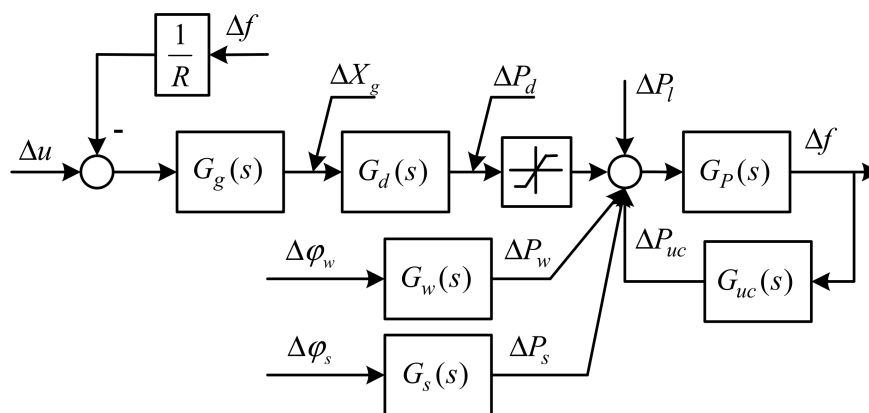 1
R
Δf
-
Δu
G_g(s)
ΔX_g
G_d(s)
ΔP_d
ΔP_l
G_P(s)
Δf
Δφ_w
G_w(s)
ΔP_w
ΔP_uc
G_uc(s)
Δφ_s
G_s(s)
ΔP_s